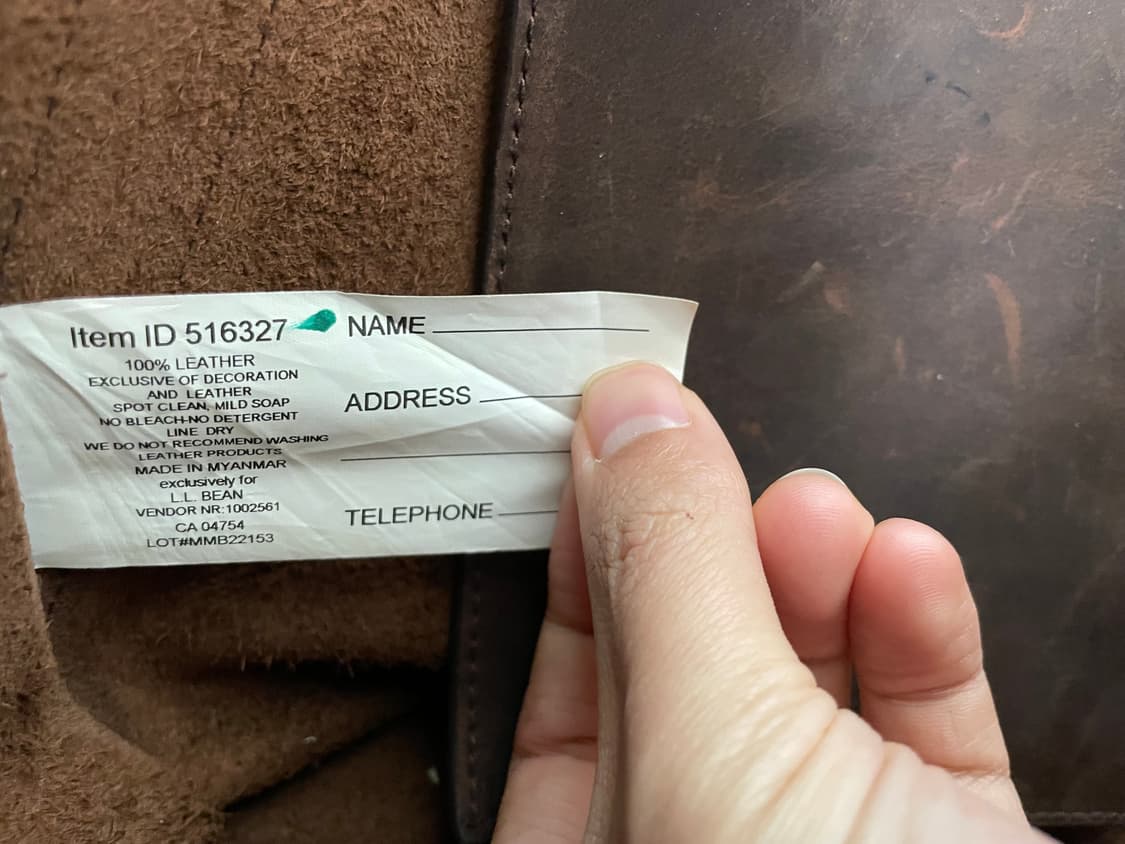 Item ID 516327
100% LEATHER
EXCLUSIVE OF DECORATION
AND LEATHER
SPOT CLEAN, MILD SOAP
NO BLEACH-NO DETERGENT
LINE DRY
WE DO NOT RECOMMEND WASHING
LEATHER PRODUCTS
MADE IN MYANMAR
exclusively for
L.L. BEAN
VENDOR NR:1002561
CA 04754
LOT#MMB22153
NAME
ADDRESS
TELEPHONE